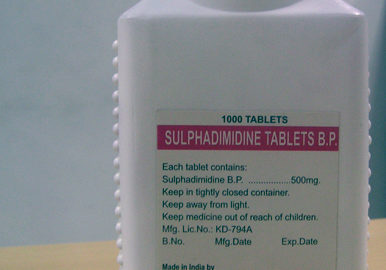 1000 TABLETS
SULPHADIMIDINE TABLETS B.P.
Each tablet contains:
Sulphadimidine B.P. .................500mg.
Keep in tightly closed container.
Keep away from light.
Keep medicine out of reach of children.
Mfg. Lic.No.: KD-794A
B.No. Mfg.Date Exp.Date
Made in India by